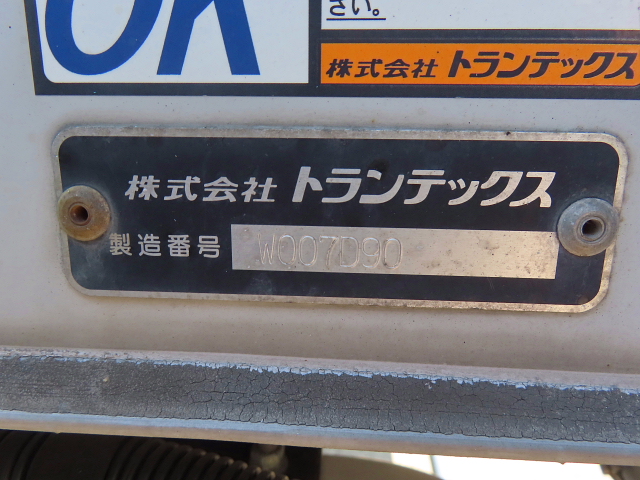 OK
さい。
株式会社 トランテックス
株式会社 トランテックス
製造番号 W007D90